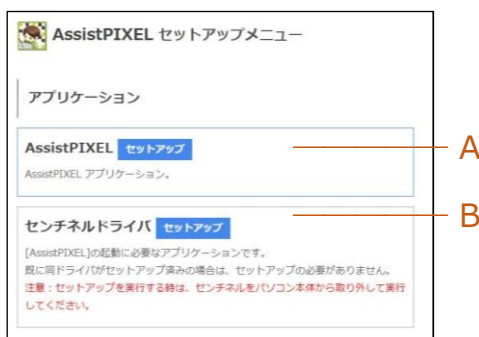 AssistPIXEL セットアップメニュー
アプリケーション
AssistPIXEL セットアップ
AssistPIXEL アプリケーション。
A
センチネルドライバ セットアップ
B
[AssistPIXEL]の起動に必要なアプリケーションです。
既に同ドライバがセットアップ済みの場合は、セットアップの必要がありません。
注意：セットアップを実行する時は、センチネルをパソコン本体から取り外して実行
してください。